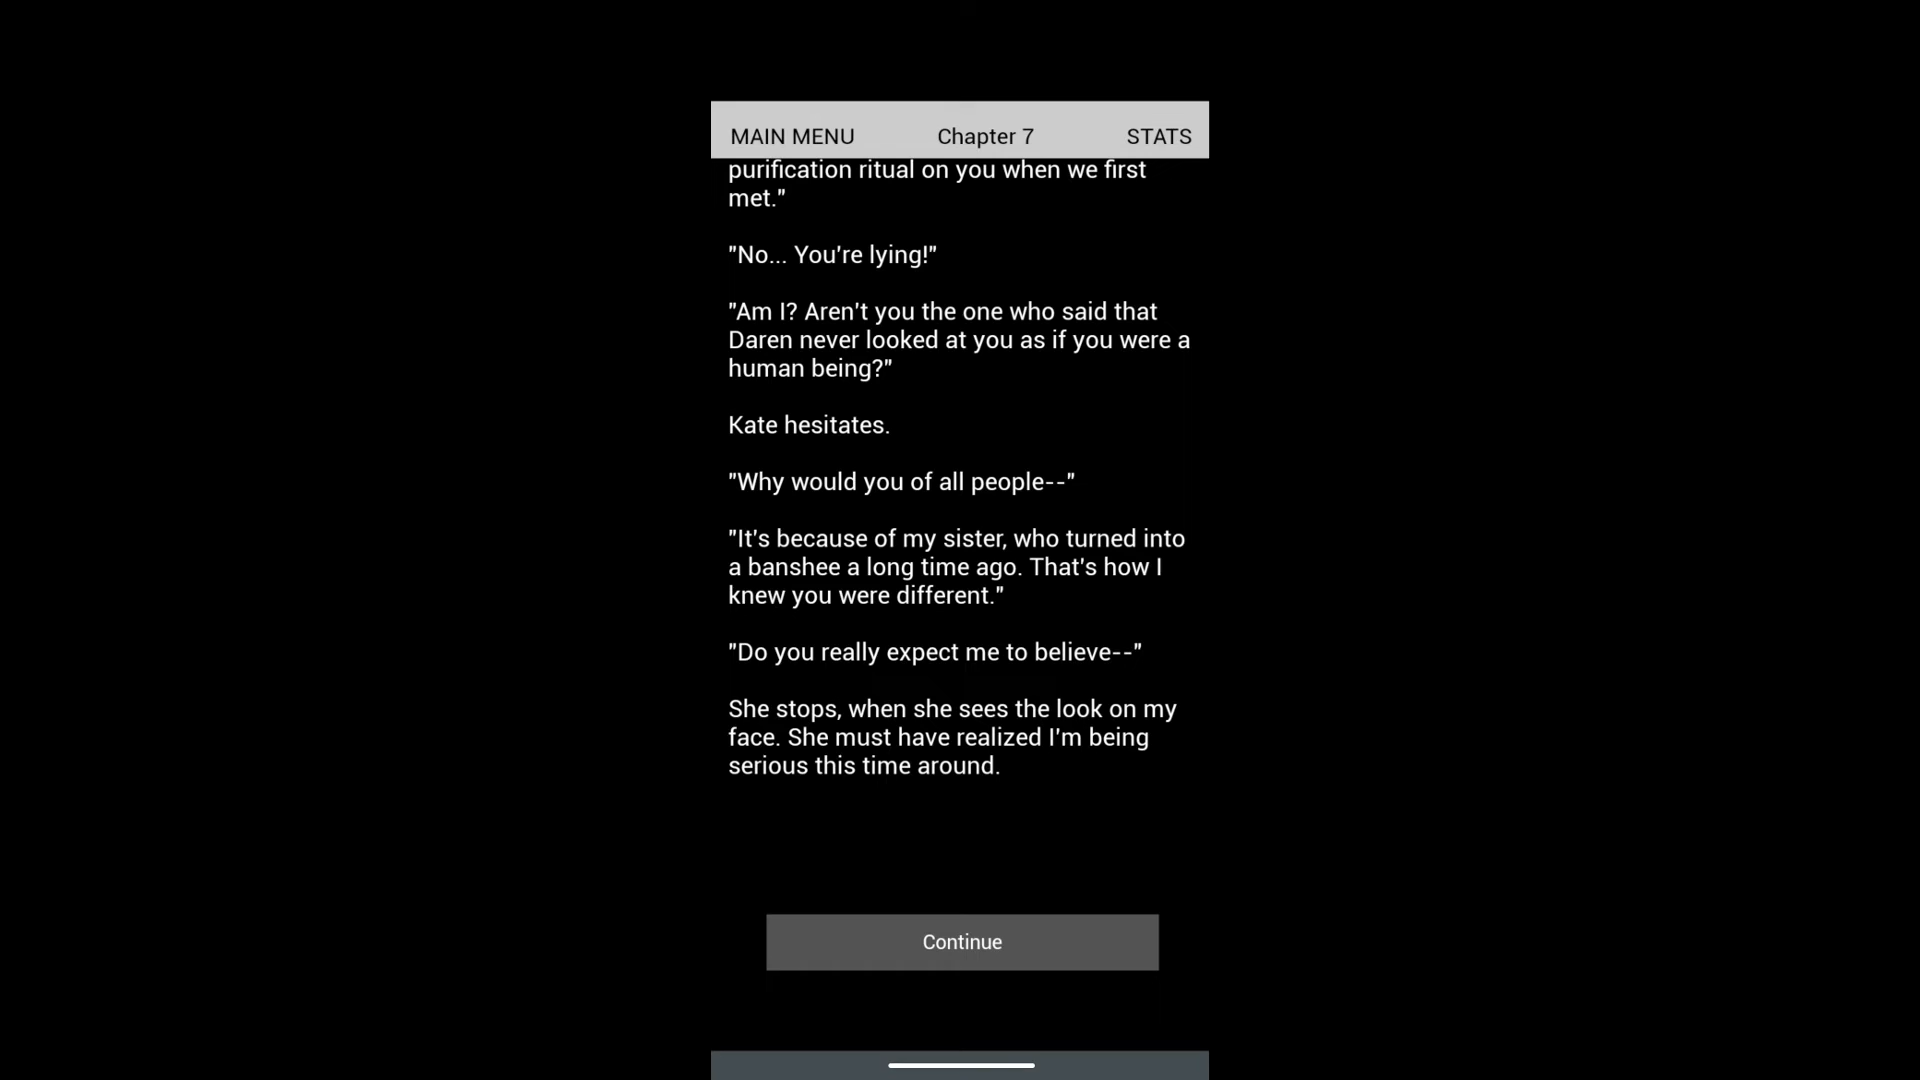 MAIN MENU Chapter 7 STATS
purification ritual on you when we first
met."
"No... You're lying!"
"Am I? Aren't you the one who said that
Daren never looked at you as if you were a
human being?"
Kate hesitates.
"Why would you of all people--"
"It's because of my sister, who turned into
a banshee a long time ago. That's how I
knew you were different."
"Do you really expect me to believe--"
She stops, when she sees the look on my
face. She must have realized I'm being
serious this time around.
Continue